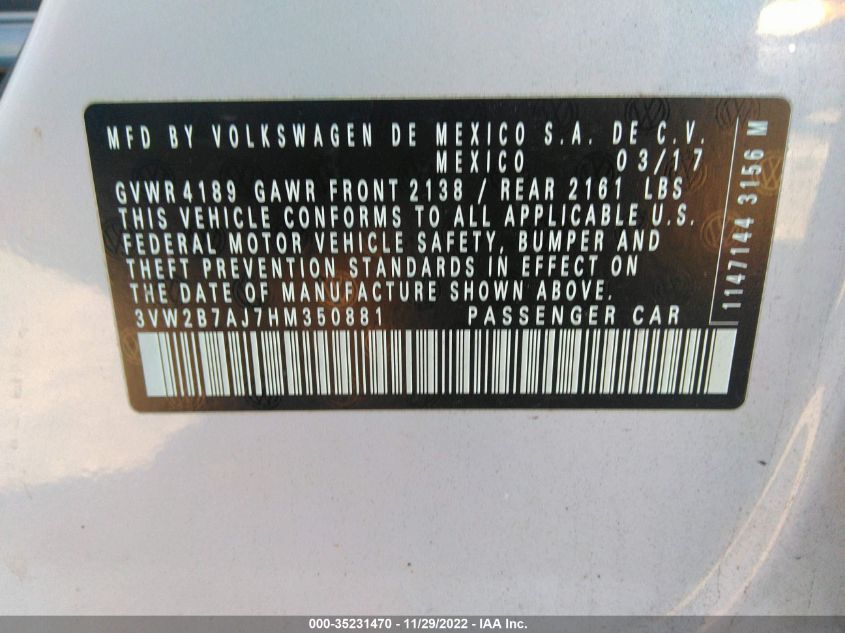 MFD BY VOLKSWAGEN DE MEXICO S.A. DE C.V.
MEXICO 03/17
GVWR 4189 GAWR FRONT 2138 / REAR 2161 LBS
THIS VEHICLE CONFORMS TO ALL APPLICABLE U.S.
FEDERAL MOTOR VEHICLE SAFETY, BUMPER AND
THEFT PREVENTION STANDARDS IN EFFECT ON
THE DATE OF MANUFACTURE SHOWN ABOVE.
3VW2B7AJ7HM350881 PASSENGER CAR
1147144 3156 M
000-35231470 - 11/29/2022 - IAA Inc.